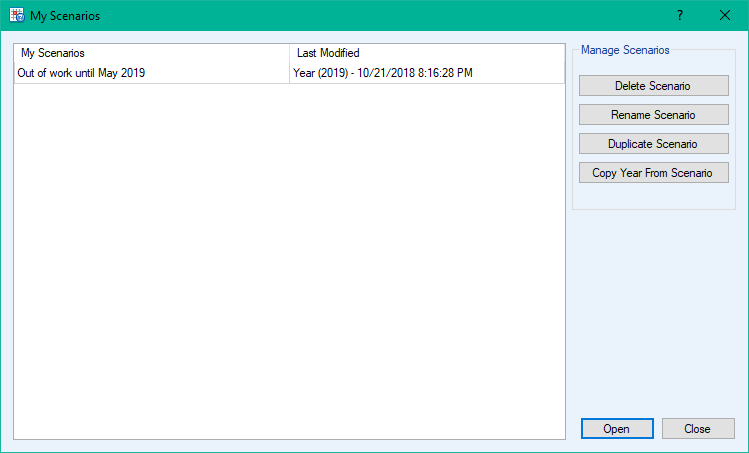 My Scenarios
?
My Scenarios Last Modified
Out of work until May 2019 Year (2019) - 10/21/2018 8:16:28 PM
Manage Scenarios
Delete Scenario
Rename Scenario
Duplicate Scenario
Copy Year From Scenario
Open Close